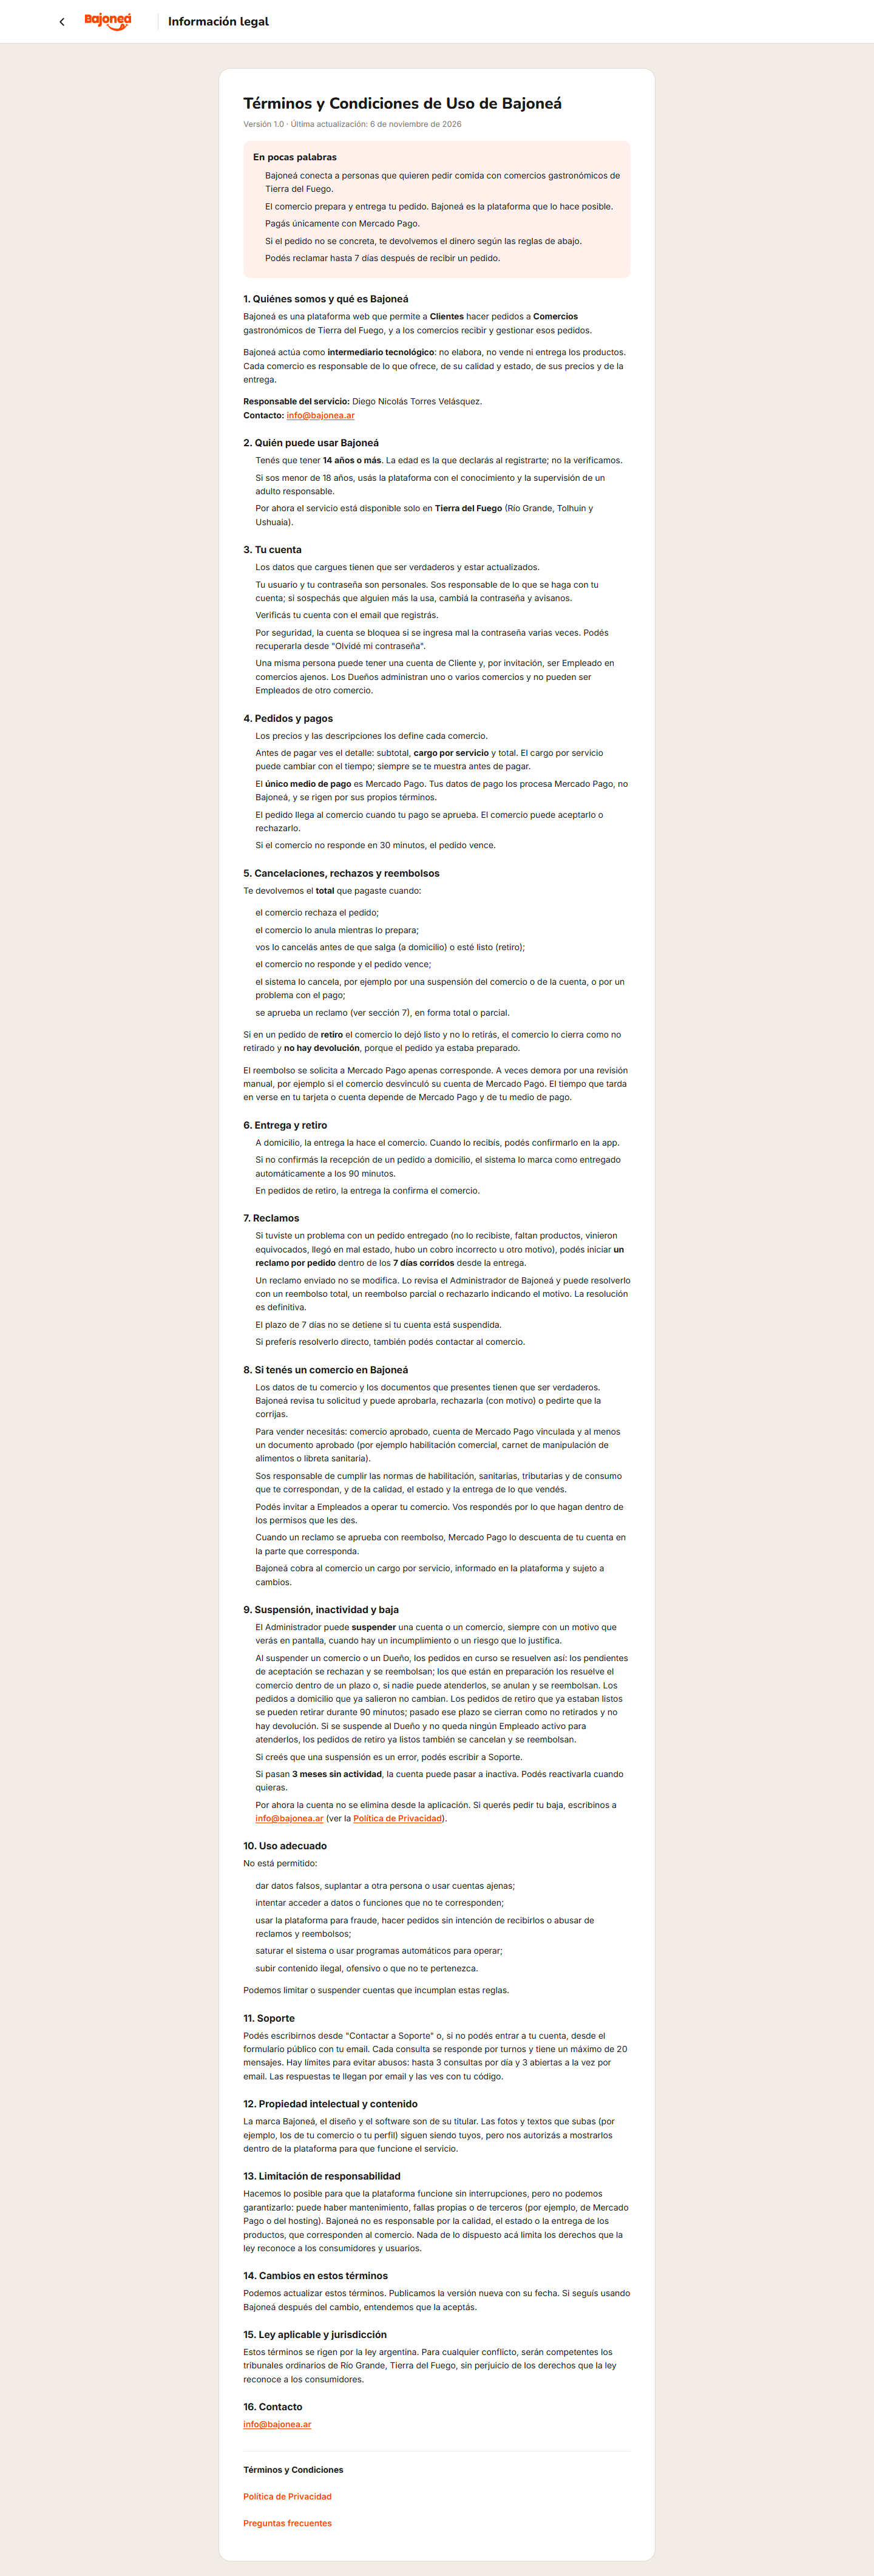 Bajoneá
Información legal
Términos y Condiciones de Uso de Bajoneá
Versión 1.0 · Última actualización: 6 de noviembre de 2026
En pocas palabras
Bajoneá conecta a personas que quieren pedir comida con comercios gastronómicos de
Tierra del Fuego.
El comercio prepara y entrega tu pedido. Bajoneá es la plataforma que lo hace posible.
Pagás únicamente con Mercado Pago.
Si el pedido no se concreta, te devolvemos el dinero según las reglas de abajo.
Podés reclamar hasta 7 días después de recibir un pedido.
1. Quiénes somos y qué es Bajoneá
Bajoneá es una plataforma web que permite a Clientes hacer pedidos a Comercios
gastronómicos de Tierra del Fuego, y a los comercios recibir y gestionar esos pedidos.
Bajoneá actúa como intermediario tecnológico: no elabora, no vende ni entrega los productos.
Cada comercio es responsable de lo que ofrece, de su calidad y estado, de sus precios y de la
entrega.
Responsable del servicio: Diego Nicolás Torres Velásquez.
Contacto: info@bajonea.ar
2. Quién puede usar Bajoneá
Tenés que tener 14 años o más. La edad es la que declarás al registrarte; no la verificamos.
Si sos menor de 18 años, usás la plataforma con el conocimiento y la supervisión de un
adulto responsable.
Por ahora el servicio está disponible solo en Tierra del Fuego (Río Grande, Tolhuin y
Ushuaia).
3. Tu cuenta
Los datos que cargues tienen que ser verdaderos y estar actualizados.
Tu usuario y tu contraseña son personales. Sos responsable de lo que se haga con tu
cuenta; si sospechás que alguien más la usa, cambiá la contraseña y avisanos.
Verificás tu cuenta con el email que registrás.
Por seguridad, la cuenta se bloquea si se ingresa mal la contraseña varias veces. Podés
recuperarla desde "Olvidé mi contraseña".
Una misma persona puede tener una cuenta de Cliente y, por invitación, ser Empleado en
comercios ajenos. Los Dueños administran uno o varios comercios y no pueden ser
Empleados de otro comercio.
4. Pedidos y pagos
Los precios y las descripciones los define cada comercio.
Antes de pagar ves el detalle: subtotal, cargo por servicio y total. El cargo por servicio
puede cambiar con el tiempo; siempre se te muestra antes de pagar.
El único medio de pago es Mercado Pago. Tus datos de pago los procesa Mercado Pago, no
Bajoneá, y se rigen por sus propios términos.
El pedido llega al comercio cuando tu pago se aprueba. El comercio puede aceptarlo o
rechazarlo.
Si el comercio no responde en 30 minutos, el pedido vence.
5. Cancelaciones, rechazos y reembolsos
Te devolvemos el total que pagaste cuando:
el comercio rechaza el pedido;
el comercio lo anula mientras lo prepara;
vos lo cancelás antes de que salga (a domicilio) o esté listo (retiro);
el comercio no responde y el pedido vence;
el sistema lo cancela, por ejemplo por una suspensión del comercio o de la cuenta, o por un
problema con el pago;
se aprueba un reclamo (ver sección 7), en forma total o parcial.
Si en un pedido de retiro el comercio lo dejó listo y no lo retirás, el comercio lo cierra como no
retirado y no hay devolución, porque el pedido ya estaba preparado.
El reembolso se solicita a Mercado Pago apenas corresponde. A veces demora por una revisión
manual, por ejemplo si el comercio desvinculó su cuenta de Mercado Pago. El tiempo que tarda
en verse en tu tarjeta o cuenta depende de Mercado Pago y de tu medio de pago.
6. Entrega y retiro
A domicilio, la entrega la hace el comercio. Cuando lo recibís, podés confirmarlo en la app.
Si no confirmás la recepción de un pedido a domicilio, el sistema lo marca como entregado
automáticamente a los 90 minutos.
En pedidos de retiro, la entrega la confirma el comercio.
7. Reclamos
Si tuviste un problema con un pedido entregado (no lo recibiste, faltan productos, vinieron
equivocados, llegó en mal estado, hubo un cobro incorrecto u otro motivo), podés iniciar un
reclamo por pedido dentro de los 7 días corridos desde la entrega.
Un reclamo enviado no se modifica. Lo revisa el Administrador de Bajoneá y puede resolverlo
con un reembolso total, un reembolso parcial o rechazarlo indicando el motivo. La resolución
es definitiva.
El plazo de 7 días no se detiene si tu cuenta está suspendida.
Si preferís resolverlo directo, también podés contactar al comercio.
8. Si tenés un comercio en Bajoneá
Los datos de tu comercio y los documentos que presentes tienen que ser verdaderos.
Bajoneá revisa tu solicitud y puede aprobarla, rechazarla (con motivo) o pedirte que la
corrijas.
Para vender necesitás: comercio aprobado, cuenta de Mercado Pago vinculada y al menos
un documento aprobado (por ejemplo habilitación comercial, carnet de manipulación de
alimentos o libreta sanitaria).
Sos responsable de cumplir las normas de habilitación, sanitarias, tributarias y de consumo
que te correspondan, y de la calidad, el estado y la entrega de lo que vendés.
Podés invitar a Empleados a operar tu comercio. Vos respondés por lo que hagan dentro de
los permisos que les des.
Cuando un reclamo se aprueba con reembolso, Mercado Pago lo descuenta de tu cuenta en
la parte que corresponda.
Bajoneá cobra al comercio un cargo por servicio, informado en la plataforma y sujeto a
cambios.
9. Suspensión, inactividad y baja
El Administrador puede suspender una cuenta o un comercio, siempre con un motivo que
verás en pantalla, cuando hay un incumplimiento o un riesgo que lo justifica.
Al suspender un comercio o un Dueño, los pedidos en curso se resuelven así: los pendientes
de aceptación se rechazan y se reembolsan; los que están en preparación los resuelve el
comercio dentro de un plazo o, si nadie puede atenderlos, se anulan y se reembolsan. Los
pedidos a domicilio que ya salieron no cambian. Los pedidos de retiro que ya estaban listos
se pueden retirar durante 90 minutos; pasado ese plazo se cierran como no retirados y no
hay devolución. Si se suspende al Dueño y no queda ningún Empleado activo para
atenderlos, los pedidos de retiro ya listos también se cancelan y se reembolsan.
Si creés que una suspensión es un error, podés escribir a Soporte.
Si pasan 3 meses sin actividad, la cuenta puede pasar a inactiva. Podés reactivarla cuando
quieras.
Por ahora la cuenta no se elimina desde la aplicación. Si querés pedir tu baja, escribinos a
info@bajonea.ar (ver la Política de Privacidad).
10. Uso adecuado
No está permitido:
dar datos falsos, suplantar a otra persona o usar cuentas ajenas;
intentar acceder a datos o funciones que no te corresponden;
usar la plataforma para fraude, hacer pedidos sin intención de recibirlos o abusar de
reclamos y reembolsos;
saturar el sistema o usar programas automáticos para operar;
subir contenido ilegal, ofensivo o que no te pertenezca.
Podemos limitar o suspender cuentas que incumplan estas reglas.
11. Soporte
Podés escribirnos desde "Contactar a Soporte" o, si no podés entrar a tu cuenta, desde el
formulario público con tu email. Cada consulta se responde por turnos y tiene un máximo de 20
mensajes. Hay límites para evitar abusos: hasta 3 consultas por día y 3 abiertas a la vez por
email. Las respuestas te llegan por email y las ves con tu código.
12. Propiedad intelectual y contenido
La marca Bajoneá, el diseño y el software son de su titular. Las fotos y textos que subas (por
ejemplo, los de tu comercio o tu perfil) siguen siendo tuyos, pero nos autorizás a mostrarlos
dentro de la plataforma para que funcione el servicio.
13. Limitación de responsabilidad
Hacemos lo posible para que la plataforma funcione sin interrupciones, pero no podemos
garantizarlo: puede haber mantenimiento, fallas propias o de terceros (por ejemplo, de Mercado
Pago o del hosting). Bajoneá no es responsable por la calidad, el estado o la entrega de los
productos, que corresponden al comercio. Nada de lo dispuesto acá limita los derechos que la
ley reconoce a los consumidores y usuarios.
14. Cambios en estos términos
Podemos actualizar estos términos. Publicamos la versión nueva con su fecha. Si seguís usando
Bajoneá después del cambio, entendemos que la aceptás.
15. Ley aplicable y jurisdicción
Estos términos se rigen por la ley argentina. Para cualquier conflicto, serán competentes los
tribunales ordinarios de Río Grande, Tierra del Fuego, sin perjuicio de los derechos que la ley
reconoce a los consumidores.
16. Contacto
info@bajonea.ar
Términos y Condiciones
Política de Privacidad
Preguntas frecuentes